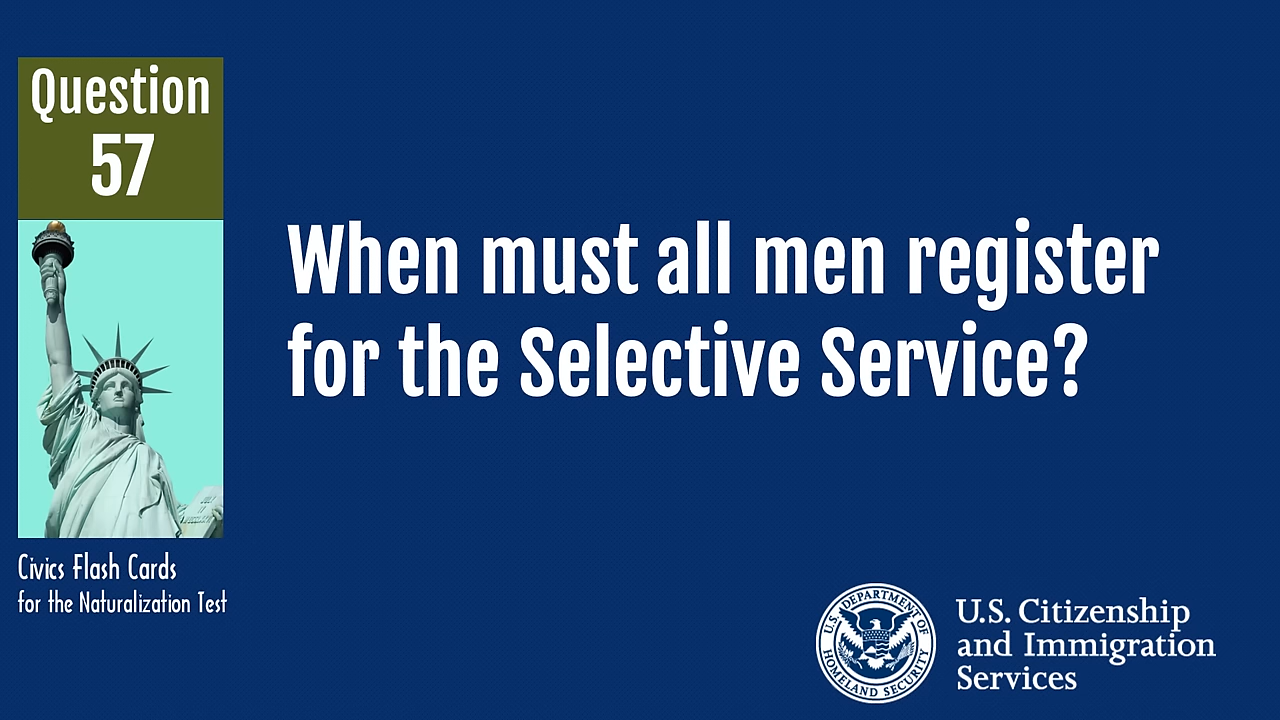 Question
57
When must all men register
for the Selective Service?
Civics Flash Cards
for the Naturalization Test
U.S. DEPARTMENT OF
HOMELAND SECURITY
U.S. Citizenship
and Immigration
Services